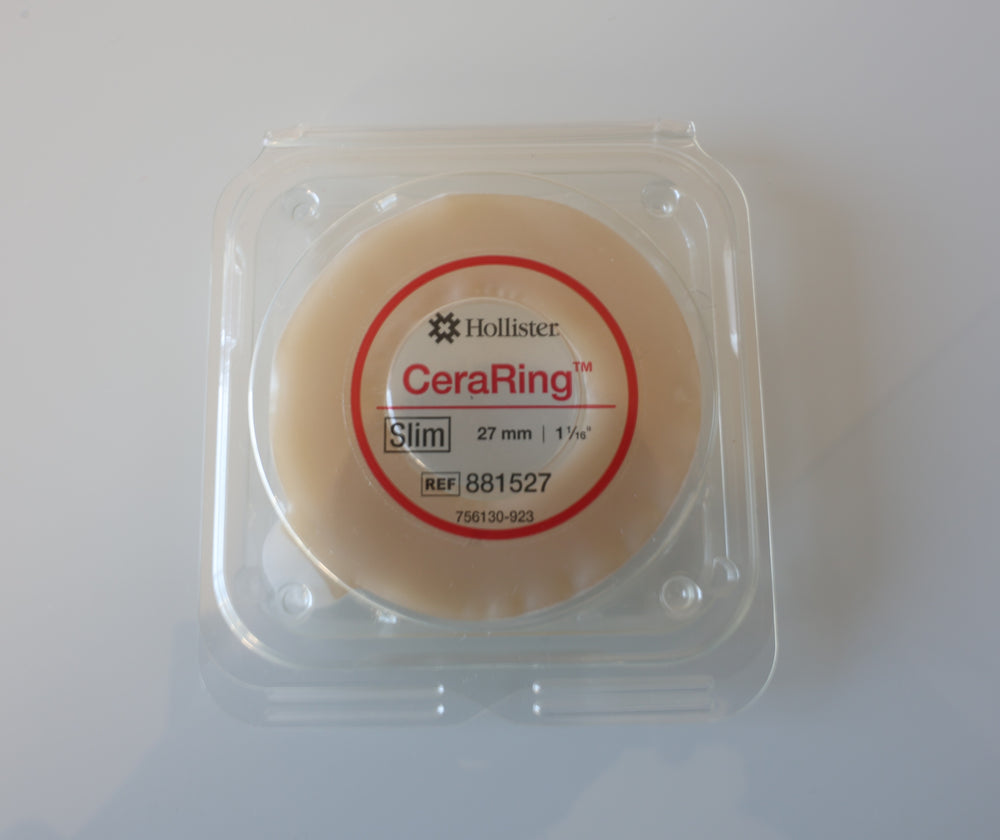 Hollister
CeraRing™
Slim 27 mm | 1 1/16"
REF 881527
756130-923